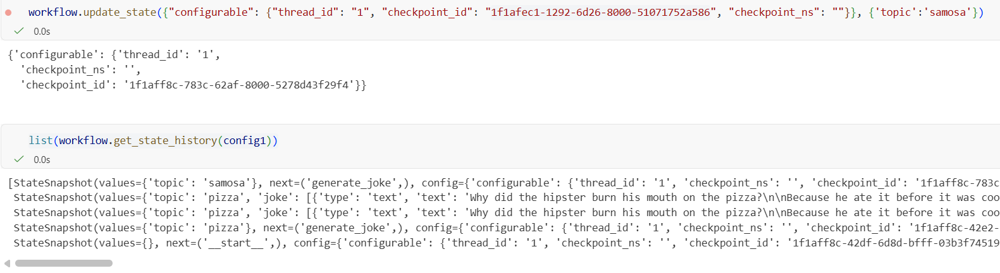 workflow.update_state({"configurable": {"thread_id": "1", "checkpoint_id": "1f1afec1-1292-6d26-8000-51071752a586", "checkpoint_ns": ""}}, {'topic':'samosa'})
0.0s
{'configurable': {'thread_id': '1',
  'checkpoint_ns': '',
  'checkpoint_id': '1f1aff8c-783c-62af-8000-5278d43f29f4'}}
list(workflow.get_state_history(config1))
0.0s
[StateSnapshot(values={'topic': 'samosa'}, next=('generate_joke',), config={'configurable': {'thread_id': '1', 'checkpoint_ns': '', 'checkpoint_id': '1f1aff8c-783c
 StateSnapshot(values={'topic': 'pizza', 'joke': [{'type': 'text', 'text': 'Why did the hipster burn his mouth on the pizza?\n\nBecause he ate it before it was coo
 StateSnapshot(values={'topic': 'pizza', 'joke': [{'type': 'text', 'text': 'Why did the hipster burn his mouth on the pizza?\n\nBecause he ate it before it was coo
 StateSnapshot(values={'topic': 'pizza'}, next=('generate_joke',), config={'configurable': {'thread_id': '1', 'checkpoint_ns': '', 'checkpoint_id': '1f1aff8c-42e2-
 StateSnapshot(values={}, next=('__start__',), config={'configurable': {'thread_id': '1', 'checkpoint_ns': '', 'checkpoint_id': '1f1aff8c-42df-6d8d-bfff-03b3f74519